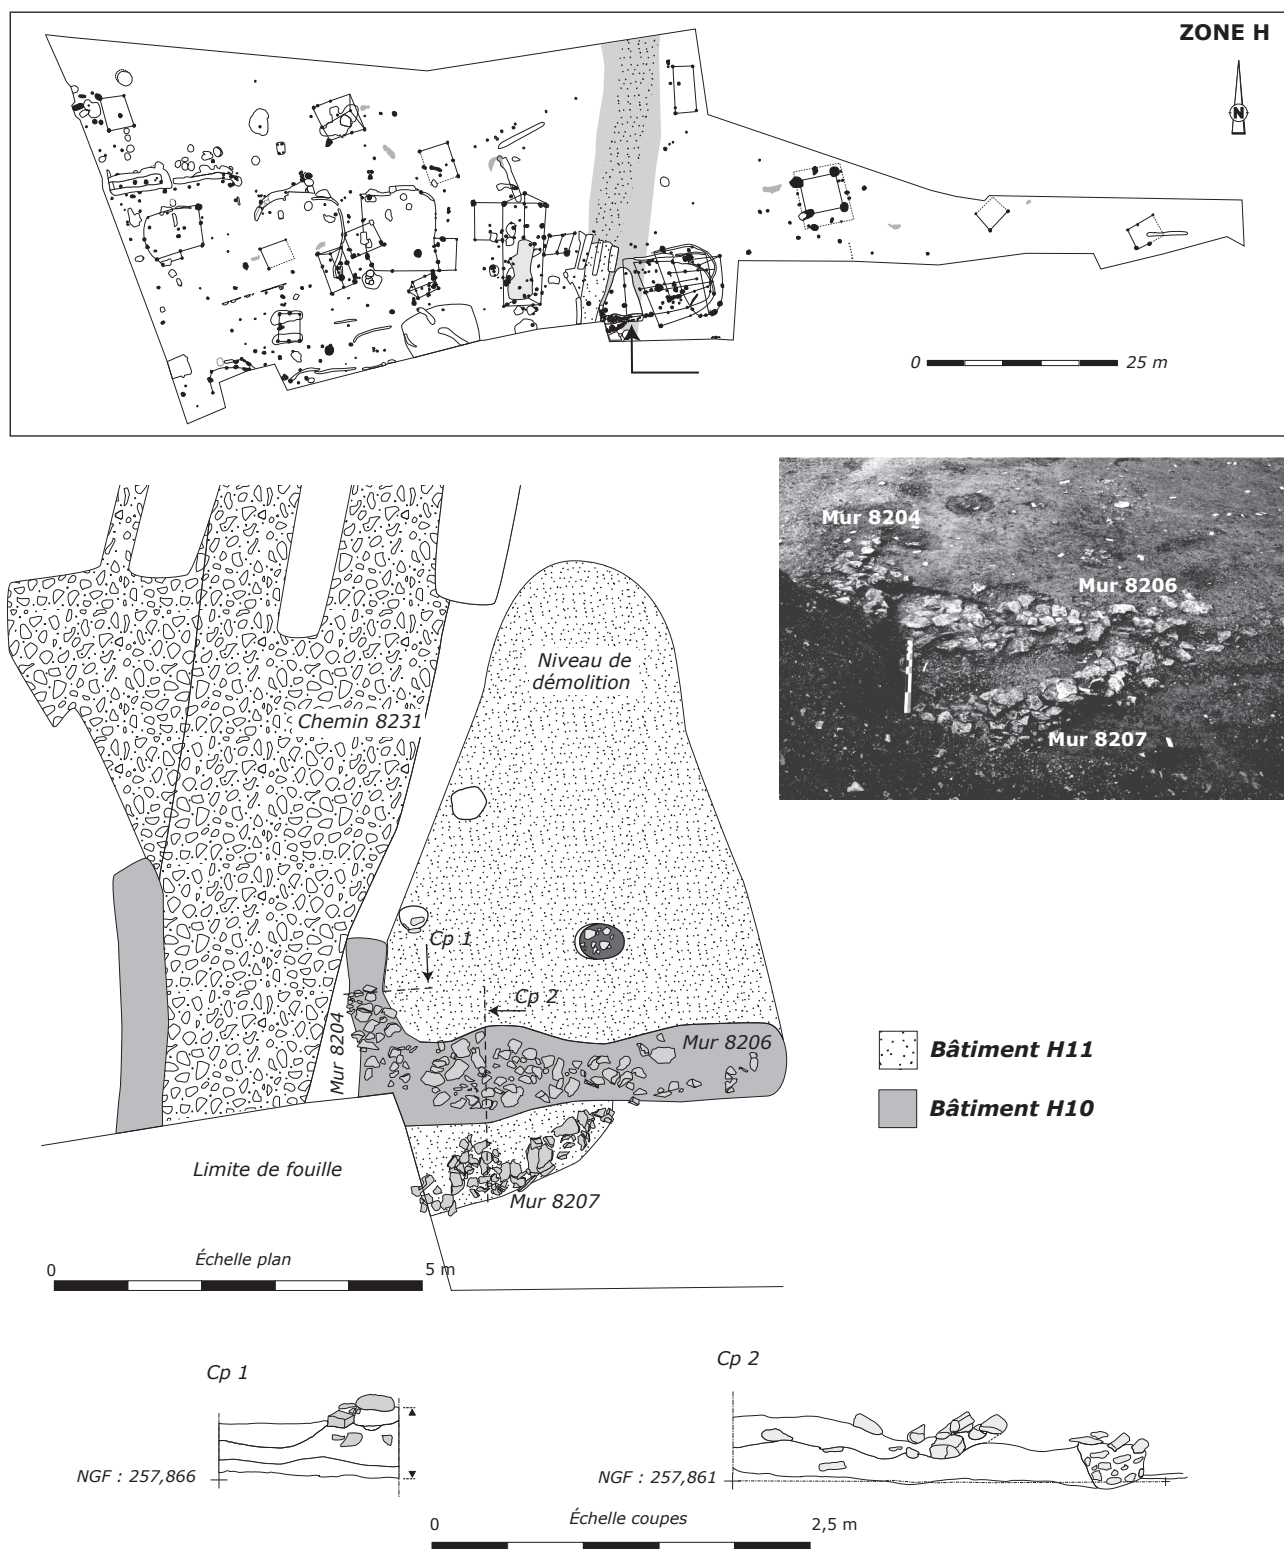 ZONE H
N
0
25 m
Mur 8204
Mur 8206
Mur 8207
Niveau de
démolition
Chemin 8231
Cp 1
Cp 2
Mur 8204
Mur 8206
Bâtiment H11
Bâtiment H10
Limite de fouille
Mur 8207
Échelle plan
0
5 m
Cp 1
Cp 2
NGF : 257,866
NGF : 257,861
0
Échelle coupes
2,5 m